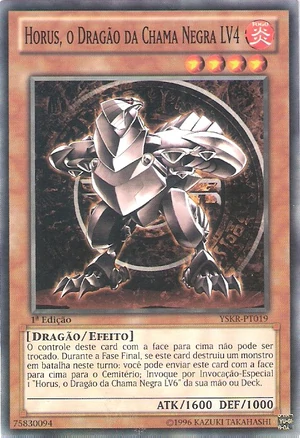 Horus, o Dragão da Chama Negra LV4
FOGO
炎
1ª Edição
YSKR-PT019
[Dragão/Efeito]
O controle deste card com a face para cima não pode ser
trocado. Durante a Fase Final, se este card destruiu um monstro
em batalha neste turno: você pode enviar este card com a face
para cima para o Cemitério; Invoque por Invocação-Especial
1 "Horus, o Dragão da Chama Negra LV6" da sua mão ou Deck.
ATK/1600 DEF/1000
75830094
©1996 KAZUKI TAKAHASHI